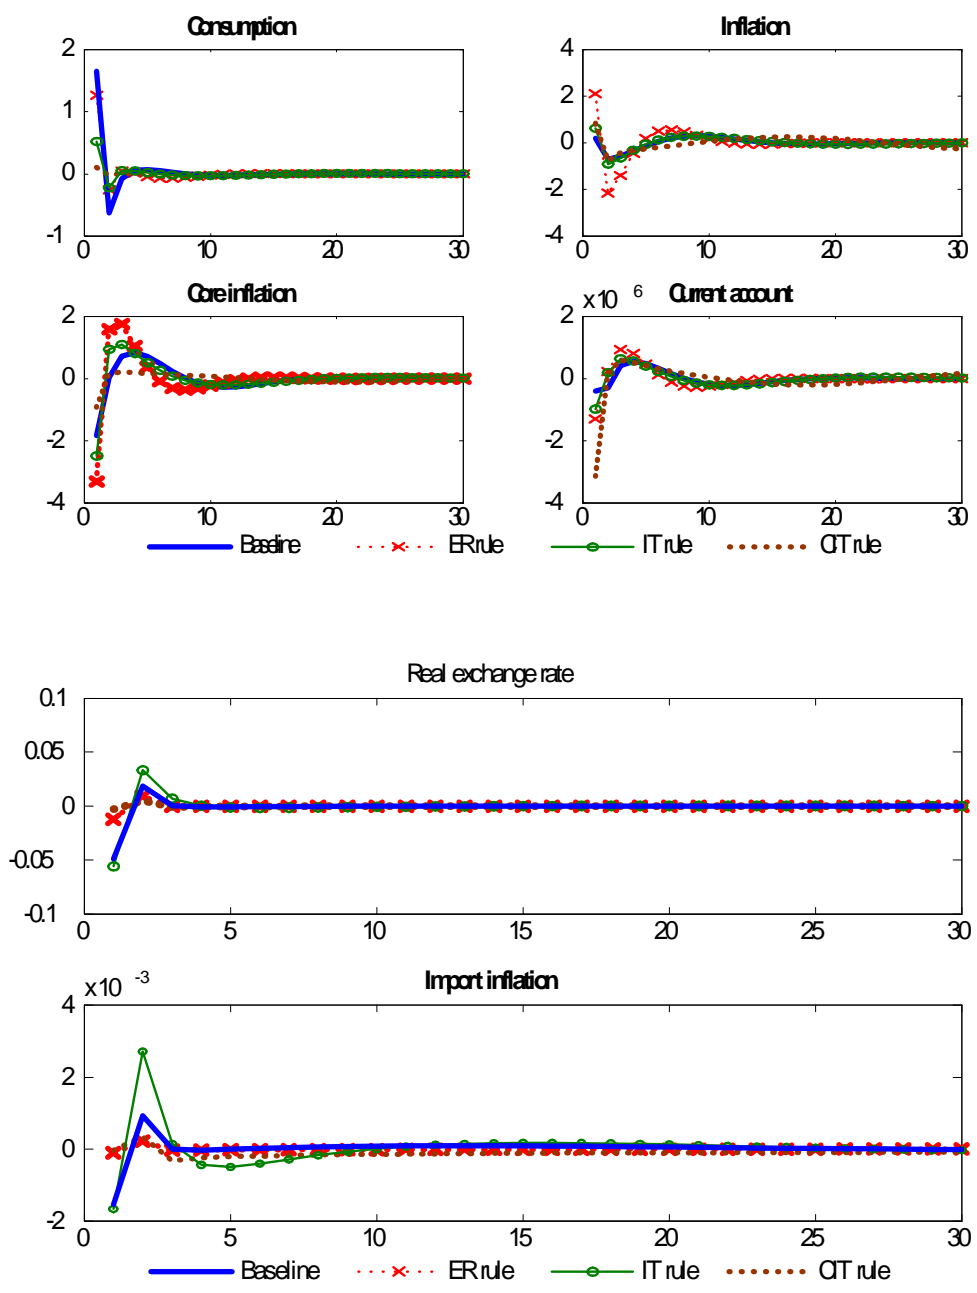 Consumption Inflation
2 4
1 2
0 0
-2
-1 -4
0 10 20 30 0 10 20 30
Core inflation x10 6 Current account
2 2
0 0
-2 -2
-4 -4
0 10 20 30 0 10 20 30
Baseline ER rule IT rule CIT rule
Real exchange rate
0.1
0.05
0
-0.05
-0.1
0 5 10 15 20 25 30
x10 -3 Import inflation
4
2
0
-2
0 5 10 15 20 25 30
Baseline ER rule IT rule CIT rule